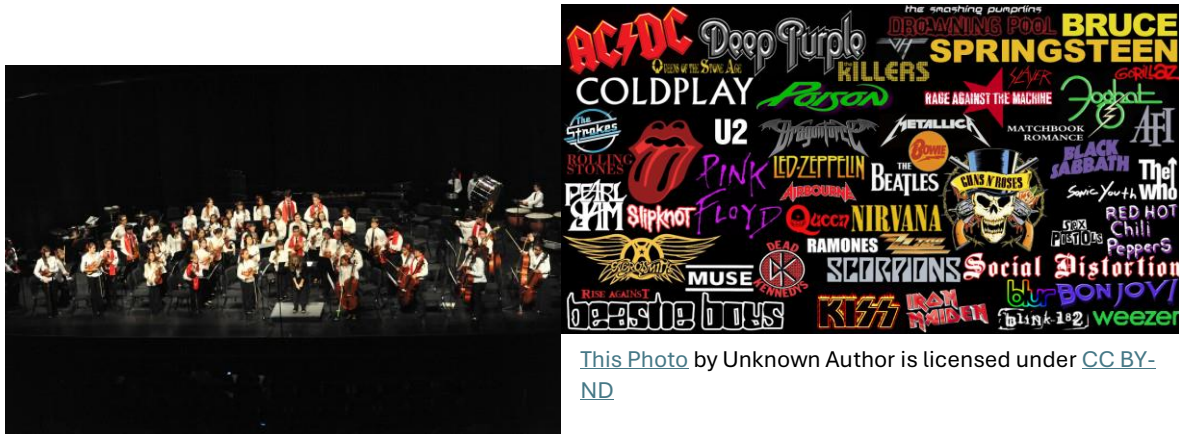 the smashing pumpkins
AC/DC
Deep Purple
DROWNING POOL
BRUCE
SPRINGSTEEN
VH
QUEENS OF THE STONE AGE
THE KILLERS
COLDPLAY
POISON
RAGE AGAINST THE MACHINE
SLAYER
GORILLAZ
Foghat
The Strokes
U2
DragonForce
METALLICA
MATCHBOOK
ROMANCE
AFI
ROLLING
STONES
PINK
FLOYD
LED-ZEPPELIN
BOWIE
THE
BEATLES
GUNS N' ROSES
BLACK
SABBATH
The Who
PEARL
JAM
SLIPKNOT
AIRBOURNE
Queen
NIRVANA
Sonic Youth
SEX
PISTOLS
RED HOT
CHiLi
PEPPERS
AEROSMITH
DEAD
KENNEDYS
RAMONES
ZZ TOP
MUSE
SCORPIONS
Social Distortion
RISE AGAINST
beastie boys
KISS
IRON
MAIDEN
blur
BON JOVI
blink-182
weezer
This Photo by Unknown Author is licensed under CC BY-
ND